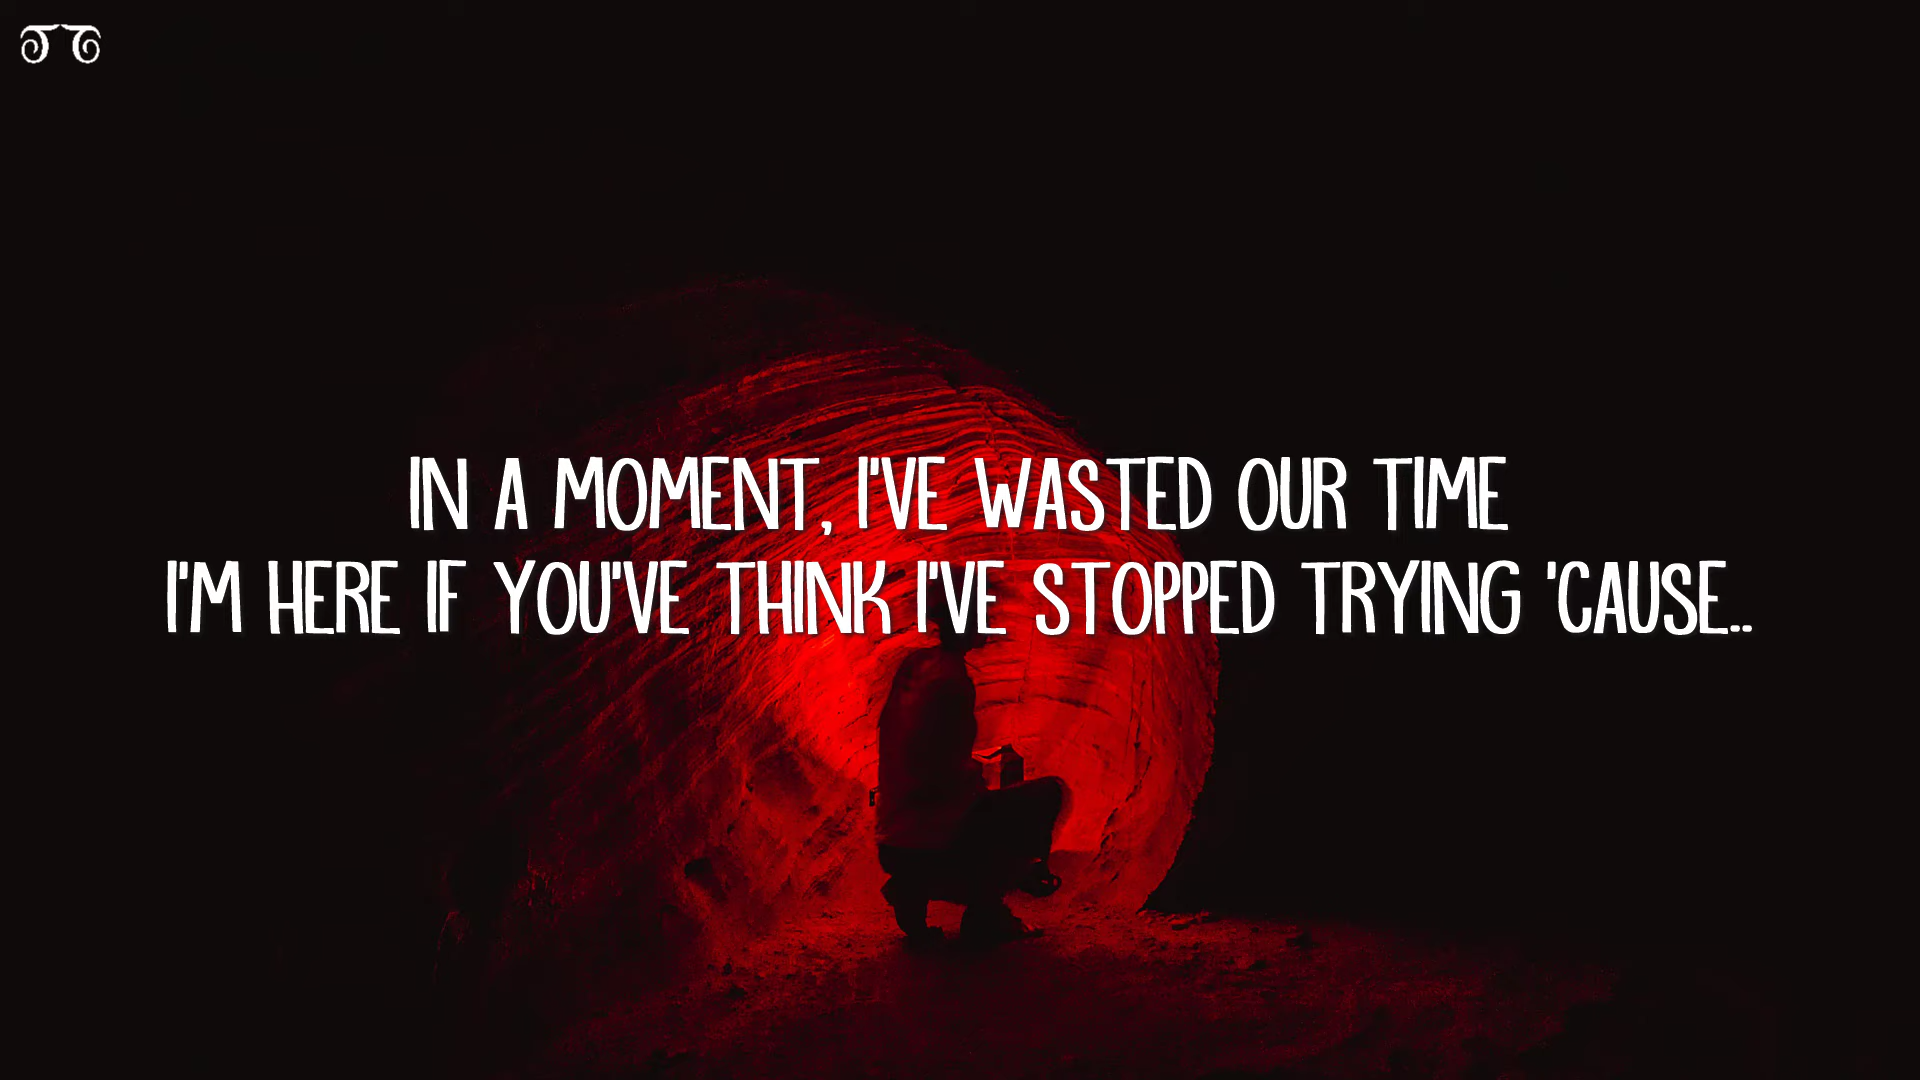 IN A MOMENT, I'VE WASTED OUR TIME
I'M HERE IF YOU'VE THINK I'VE STOPPED TRYING 'CAUSE..